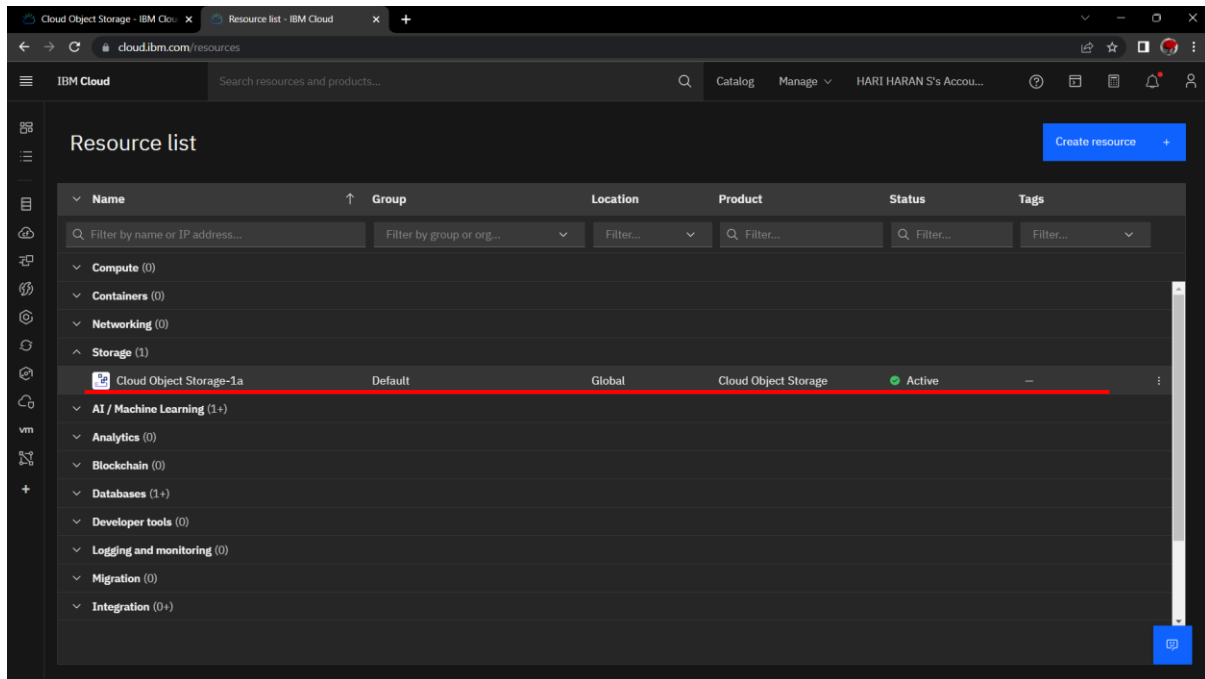 Cloud Object Storage - IBM Clou
Resource list - IBM Cloud
cloud.ibm.com/resources
IBM Cloud
Search resources and products...
Catalog
Manage
HARI HARAN S's Accou...
Resource list
Create resource +
Name Group Location Product Status Tags
Filter by name or IP address... Filter by group or org... Filter... Filter... Filter... Filter...
Compute (0)
Containers (0)
Networking (0)
Storage (1)
Cloud Object Storage-1a Default Global Cloud Object Storage Active —
AI / Machine Learning (1+)
Analytics (0)
vm
Blockchain (0)
Databases (1+)
Developer tools (0)
Logging and monitoring (0)
Migration (0)
Integration (0+)